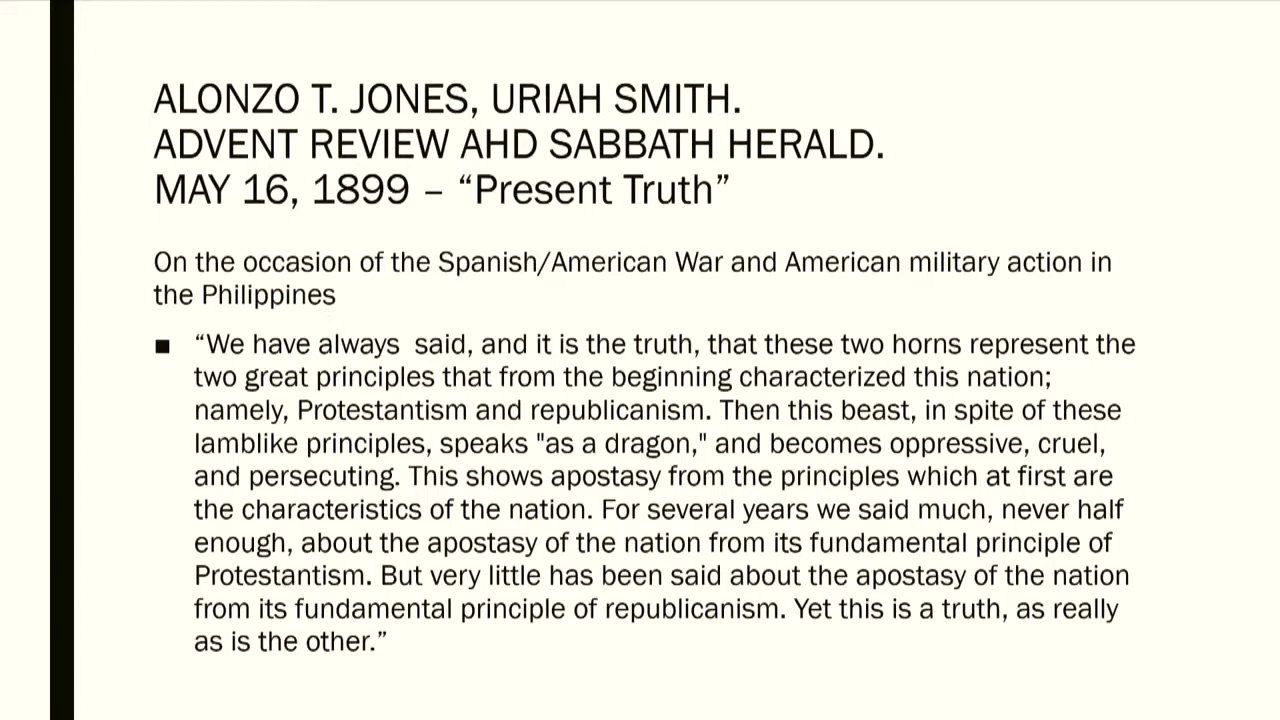 ALONZO T. JONES, URIAH SMITH.
ADVENT REVIEW AHD SABBATH HERALD.
MAY 16, 1899 – “Present Truth”
On the occasion of the Spanish/American War and American military action in
the Philippines
■ “We have always  said, and it is the truth, that these two horns represent the
two great principles that from the beginning characterized this nation;
namely, Protestantism and republicanism. Then this beast, in spite of these
lamblike principles, speaks "as a dragon," and becomes oppressive, cruel,
and persecuting. This shows apostasy from the principles which at first are
the characteristics of the nation. For several years we said much, never half
enough, about the apostasy of the nation from its fundamental principle of
Protestantism. But very little has been said about the apostasy of the nation
from its fundamental principle of republicanism. Yet this is a truth, as really
as is the other.”